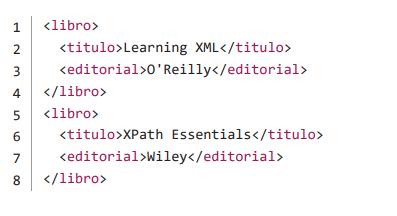 1 <libro>
2   <titulo>Learning XML</titulo>
3   <editorial>O'Reilly</editorial>
4 </libro>
5 <libro>
6   <titulo>XPath Essentials</titulo>
7   <editorial>Wiley</editorial>
8 </libro>